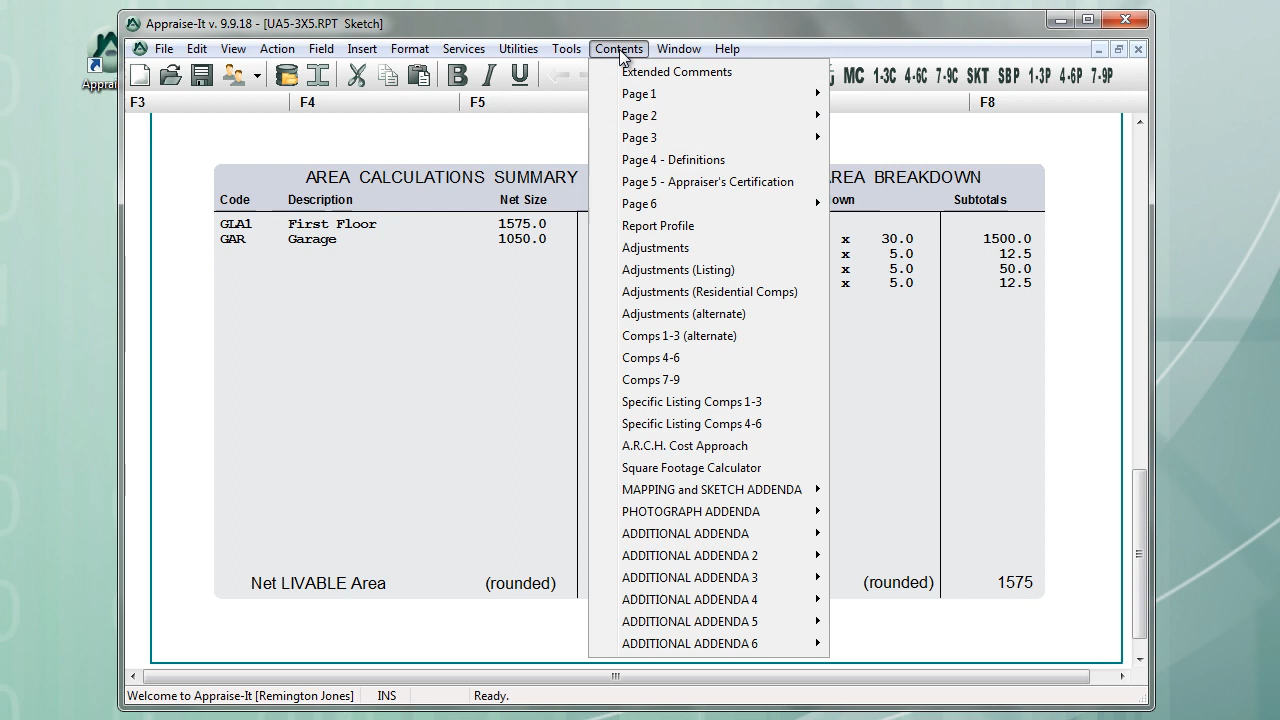 Appraise-It v. 9.9.18 - [UA5-3X5.RPT Sketch]
File Edit View Action Field Insert Format Services Utilities Tools Contents Window Help
B I U MC 1-3C 4-6C 7-9C SKT SBP 1-3P 4-6P 7-9P
F3 F4 F5 F8
Extended Comments
Page 1
Page 2
Page 3
Page 4 - Definitions
Page 5 - Appraiser's Certification
Page 6
Report Profile
Adjustments
Adjustments (Listing)
Adjustments (Residential Comps)
Adjustments (alternate)
Comps 1-3 (alternate)
Comps 4-6
Comps 7-9
Specific Listing Comps 1-3
Specific Listing Comps 4-6
A.R.C.H. Cost Approach
Square Footage Calculator
MAPPING and SKETCH ADDENDA
PHOTOGRAPH ADDENDA
ADDITIONAL ADDENDA
ADDITIONAL ADDENDA 2
ADDITIONAL ADDENDA 3
ADDITIONAL ADDENDA 4
ADDITIONAL ADDENDA 5
ADDITIONAL ADDENDA 6
AREA CALCULATIONS SUMMARY
Code Description Net Size
GLA1 First Floor 1575.0
GAR Garage 1050.0
Net LIVABLE Area (rounded)
REA BREAKDOWN
own Subtotals
x 30.0 1500.0
x 5.0 12.5
x 5.0 50.0
x 5.0 12.5
(rounded) 1575
Apprai
Welcome to Appraise-It [Remington Jones] INS Ready.